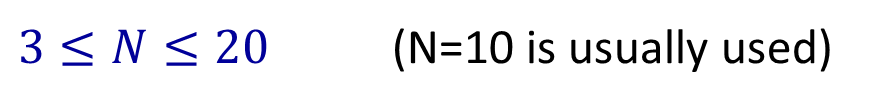 3 ≤ N ≤ 20 (N=10 is usually used)